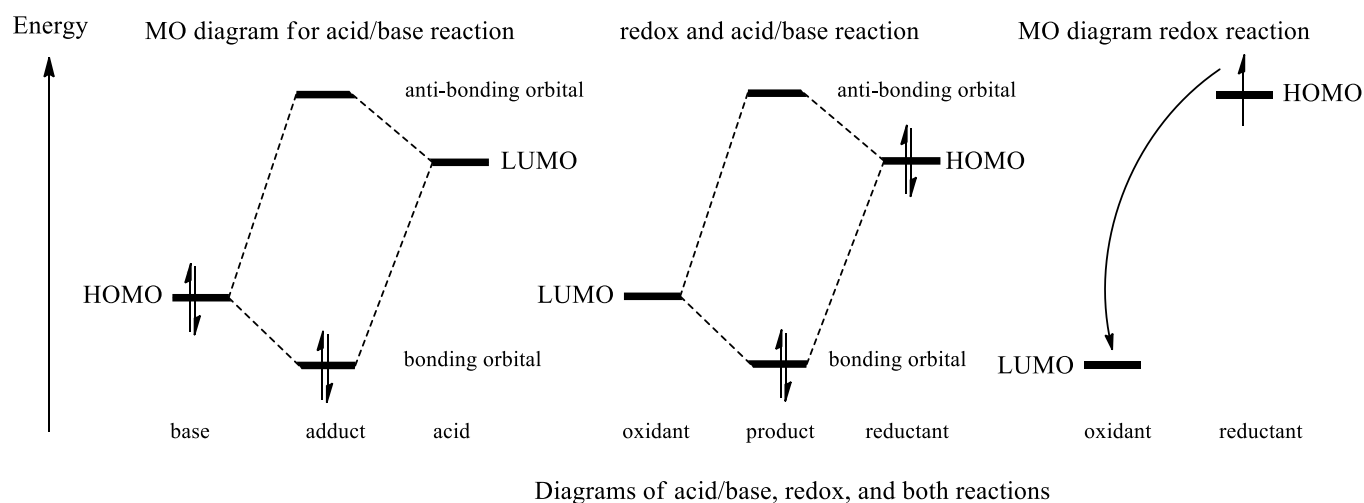 Energy
MO diagram for acid/base reaction
redox and acid/base reaction
MO diagram redox reaction
anti-bonding orbital
LUMO
HOMO
bonding orbital
base
adduct
acid
anti-bonding orbital
HOMO
LUMO
bonding orbital
oxidant
product
reductant
HOMO
LUMO
oxidant
reductant
Diagrams of acid/base, redox, and both reactions